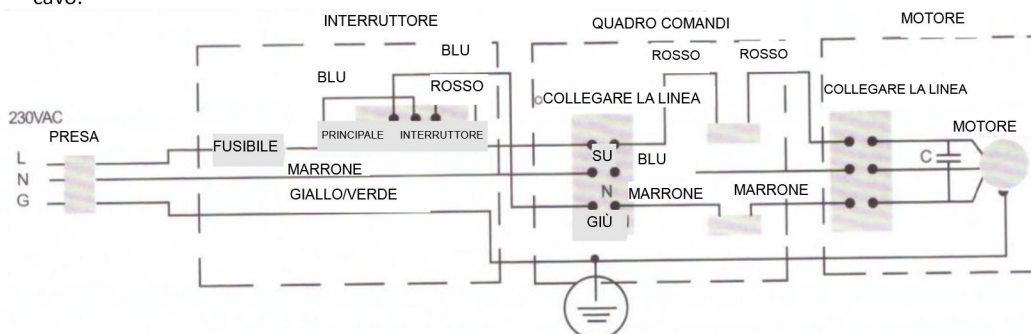 cavo.
INTERRUTTORE
QUADRO COMANDI
MOTORE
BLU
ROSSO
ROSSO
BLU
ROSSO
COLLEGARE LA LINEA
COLLEGARE LA LINEA
230VAC
PRESA
PRINCIPALE
INTERRUTTORE
MOTORE
FUSIBILE
SU
BLU
C
L
MARRONE
N
GIALLO/VERDE
N
MARRONE
MARRONE
G
GIÙ